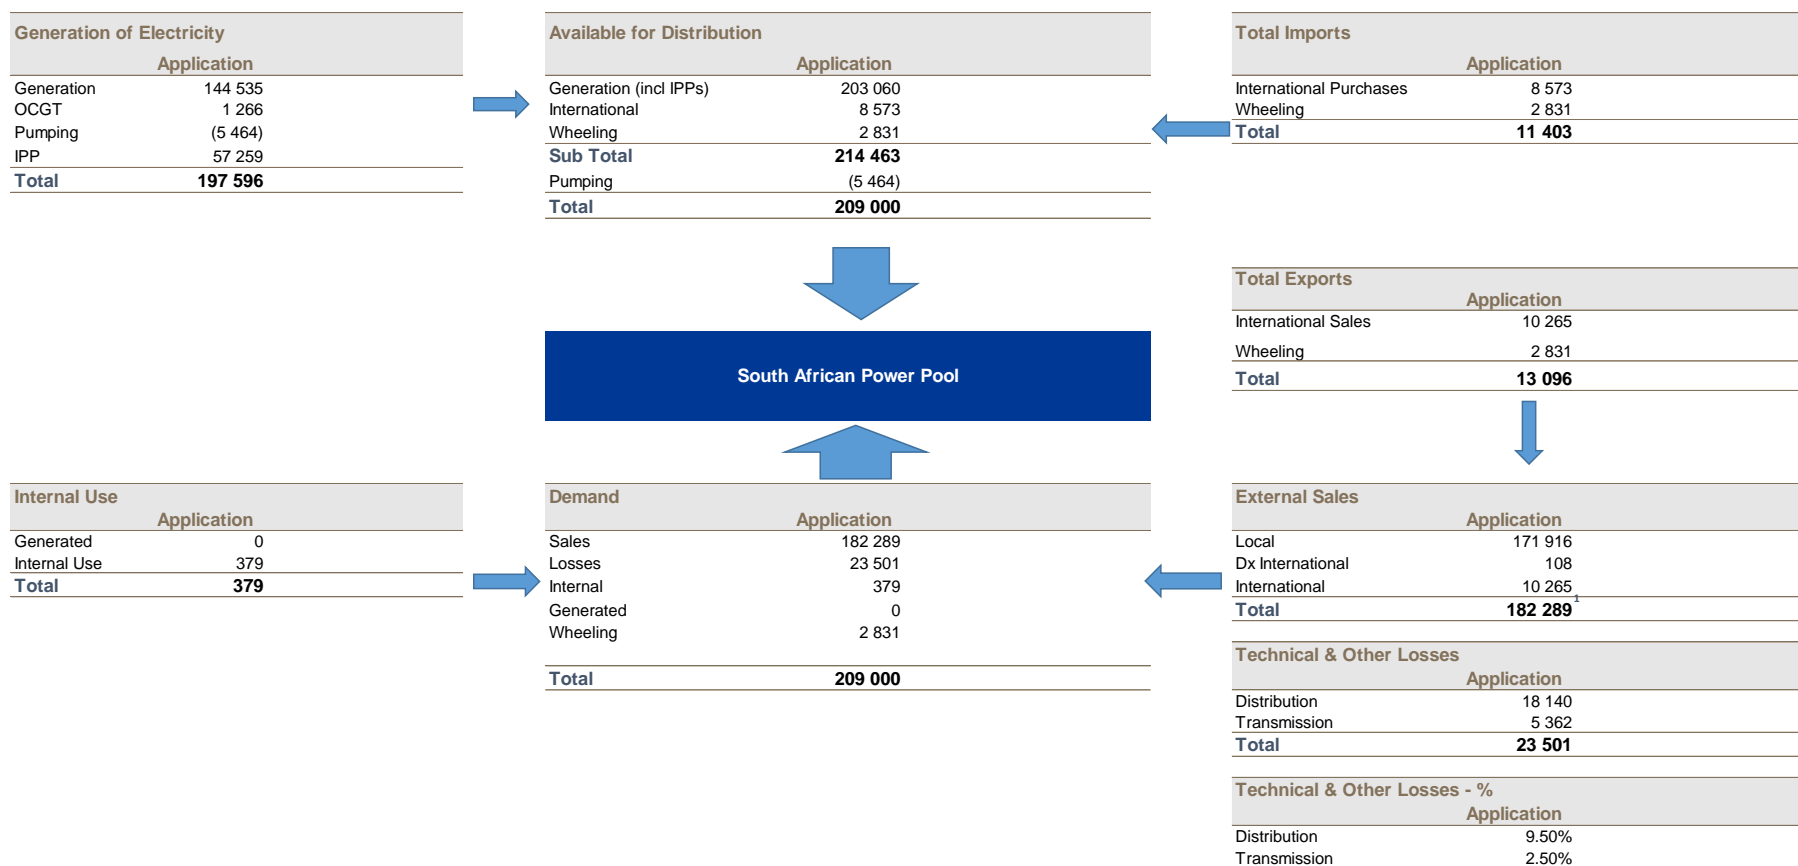 Generation of Electricity
Application
Generation 144 535
OCGT 1 266
Pumping (5 464)
IPP 57 259
Total 197 596
Available for Distribution
Application
Generation (incl IPPs) 203 060
International 8 573
Wheeling 2 831
Sub Total 214 463
Pumping (5 464)
Total 209 000
Total Imports
Application
International Purchases 8 573
Wheeling 2 831
Total 11 403
Total Exports
Application
International Sales 10 265
Wheeling 2 831
Total 13 096
South African Power Pool
Internal Use
Application
Generated 0
Internal Use 379
Total 379
Demand
Application
Sales 182 289
Losses 23 501
Internal 379
Generated 0
Wheeling 2 831
Total 209 000
External Sales
Application
Local 171 916
Dx International 108
International 10 265
Total 182 289 1
Technical & Other Losses
Application
Distribution 18 140
Transmission 5 362
Total 23 501
Technical & Other Losses - %
Application
Distribution 9.50%
Transmission 2.50%